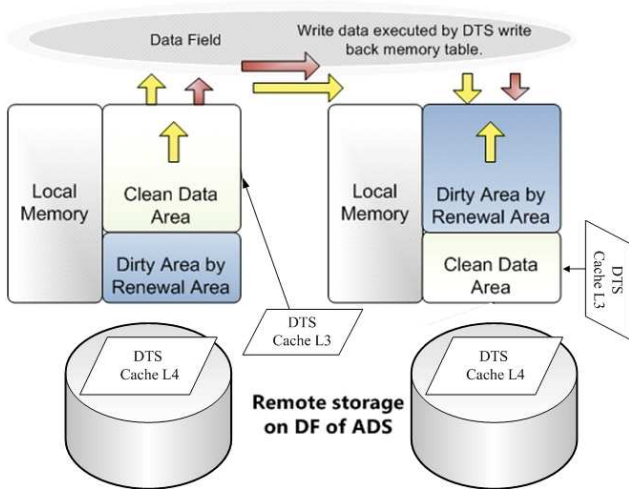 Data Field
Write data executed by DTS write
back memory table.
Local
Memory
Clean Data
Area
Dirty Area by
Renewal Area
Local
Memory
Dirty Area by
Renewal Area
Clean Data
Area
DTS
Cache L3
DTS
Cache L3
DTS
Cache L4
DTS
Cache L4
Remote storage
on DF of ADS